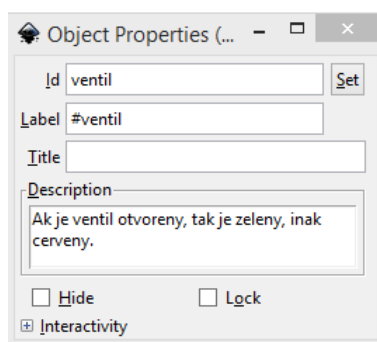 Object Properties (...
Id ventil Set
Label #ventil
Title
Description
Ak je ventil otvoreny, tak je zeleny, inak
cerveny.
Hide Lock
Interactivity